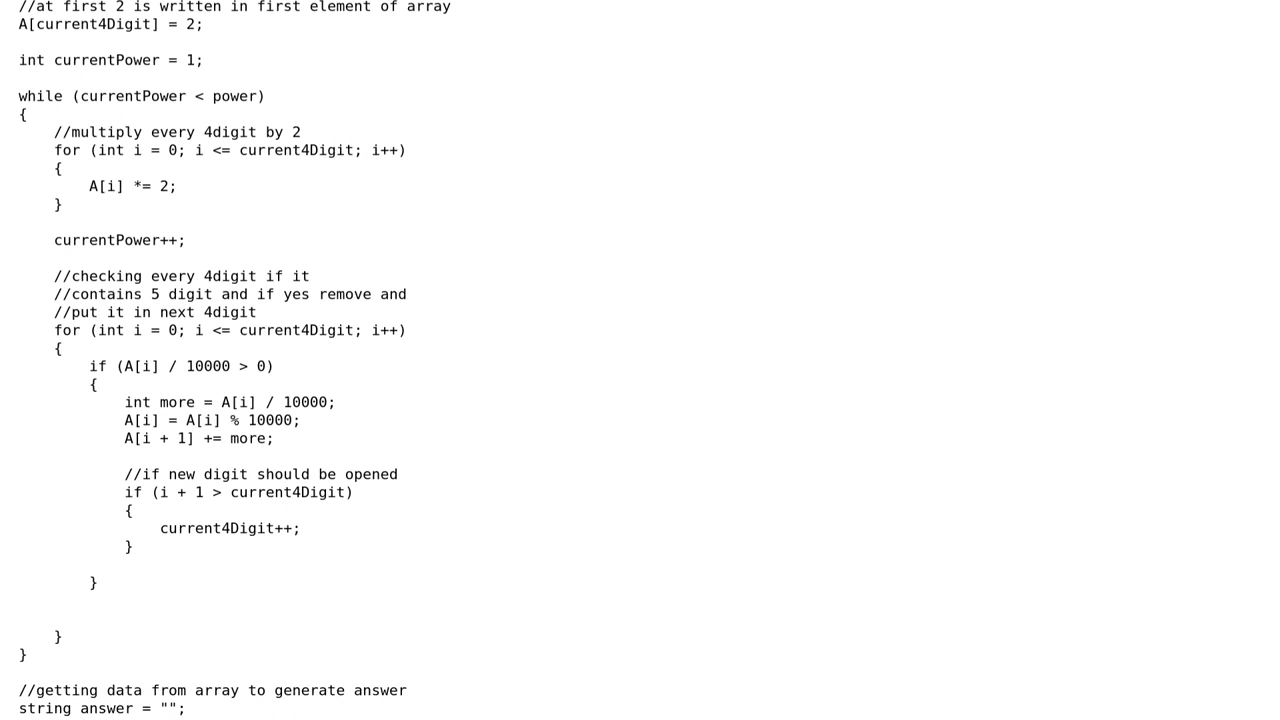 //at first 2 is written in first element of array
A[current4Digit] = 2;
int currentPower = 1;
while (currentPower < power)
{
//multiply every 4digit by 2
for (int i = 0; i <= current4Digit; i++)
{
A[i] *= 2;
}
currentPower++;
//checking every 4digit if it
//contains 5 digit and if yes remove and
//put it in next 4digit
for (int i = 0; i <= current4Digit; i++)
{
if (A[i] / 10000 > 0)
{
int more = A[i] / 10000;
A[i] = A[i] % 10000;
A[i + 1] += more;
//if new digit should be opened
if (i + 1 > current4Digit)
{
current4Digit++;
}
}
}
}
//getting data from array to generate answer
string answer = "";